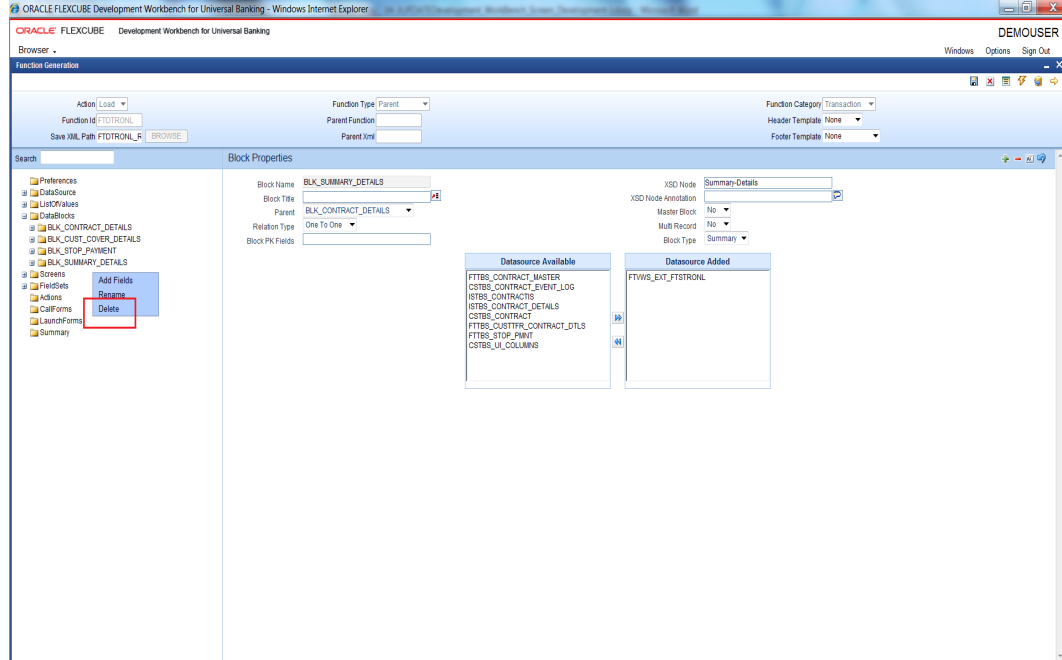 ORACLE FLEXCUBE Development Workbench for Universal Banking - Windows Internet Explorer
ORACLE FLEXCUBE Development Workbench for Universal Banking
DEMOUSER
Browser
Windows Options Sign Out
Function Generation
Action Load
Function Type Parent
Function Category Transaction
Function Id FTDTRONL
Parent Function
Header Template None
Save XML Path FTDTRONL_R BROWSE
Parent Xml
Footer Template None
Search
Block Properties
Preferences
DataSource
ListOfValues
DataBlocks
BLK_CONTRACT_DETAILS
BLK_CUST_COVER_DETAILS
BLK_STOP_PAYMENT
BLK_SUMMARY_DETAILS
Screens
FieldSets
Actions
CallForms
LaunchForms
Summary
Add Fields
Rename
Delete
Block Name BLK_SUMMARY_DETAILS
Block Title
Parent BLK_CONTRACT_DETAILS
Relation Type One To One
Block PK Fields
XSD Node Summary-Details
XSD Node Annotation
Master Block No
Multi Record No
Block Type Summary
Datasource Available
FTTBS_CONTRACT_MASTER
CSTBS_CONTRACT_EVENT_LOG
ISTBS_CONTRACTIS
ISTBS_CONTRACT_DETAILS
CSTBS_CONTRACT
FTTBS_CUSTTFR_CONTRACT_DTLS
FTTBS_STOP_PMNT
CSTBS_UI_COLUMNS
Datasource Added
FTVWS_EXT_FTSTRONL